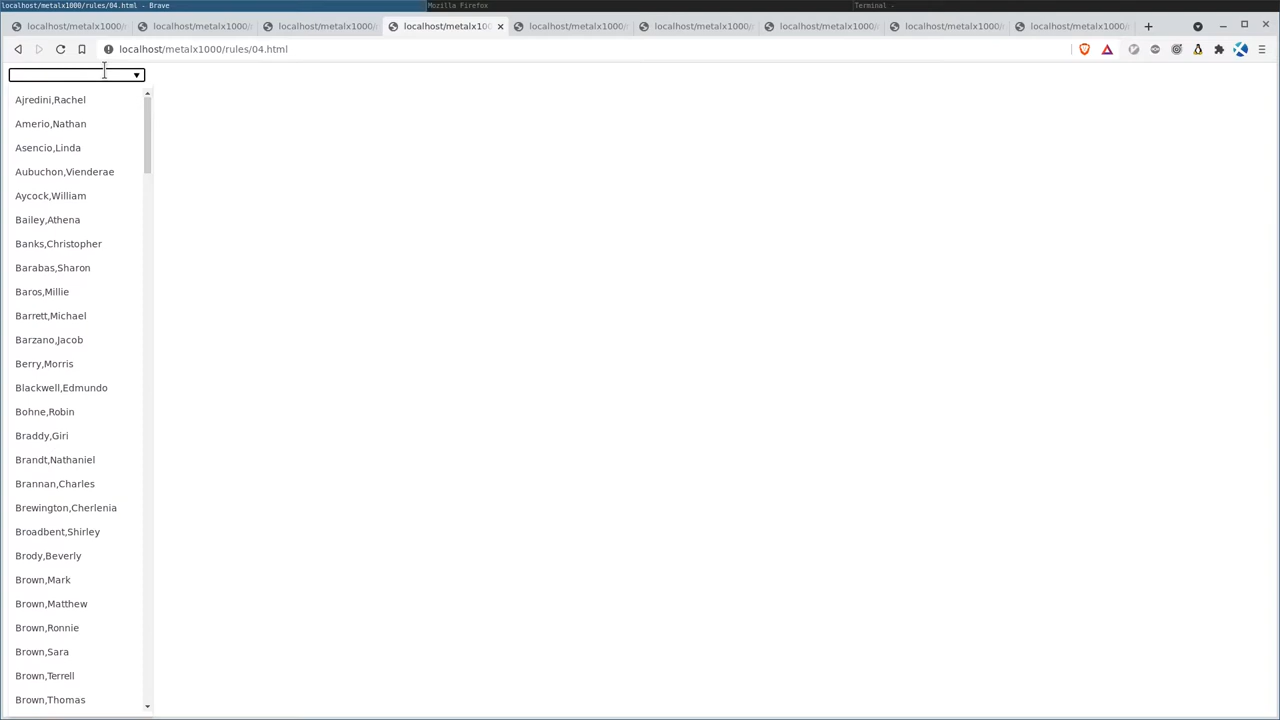 localhost/metalx1000/rules/04.html - Brave
Mozilla Firefox
Terminal -
localhost/metalx1000/
localhost/metalx1000/r
localhost/metalx1000/r
localhost/metalx100
localhost/metalx1000/r
localhost/metalx1000/
localhost/metalx1000/r
localhost/metalx1000/r
localhost/metalx1000/r
localhost/metalx1000/rules/04.html
Ajredini,Rachel
Amerio,Nathan
Asencio,Linda
Aubuchon,Vienderae
Aycock,William
Bailey,Athena
Banks,Christopher
Barabas,Sharon
Baros,Millie
Barrett,Michael
Barzano,Jacob
Berry,Morris
Blackwell,Edmundo
Bohne,Robin
Braddy,Giri
Brandt,Nathaniel
Brannan,Charles
Brewington,Cherlenia
Broadbent,Shirley
Brody,Beverly
Brown,Mark
Brown,Matthew
Brown,Ronnie
Brown,Sara
Brown,Terrell
Brown,Thomas